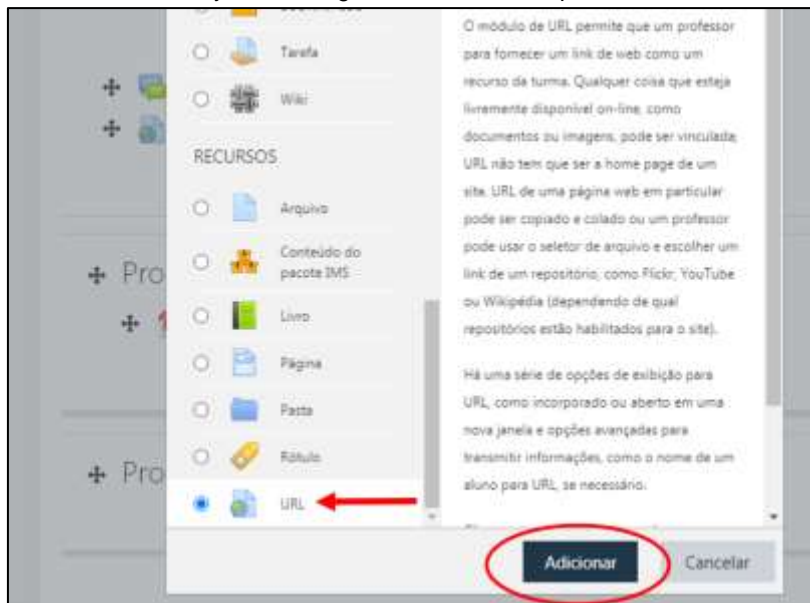 Tarefa
Wiki
RECURSOS
Arquivo
Conteúdo do
pacote IMS
Livro
Página
Pasta
Rótulo
URL
O módulo de URL permite que um professor
para fornecer um link de web como um
recurso da turma. Qualquer coisa que esteja
livremente disponível on-line, como
documentos ou imagens, pode ser vinculada;
URL não tem que ser a home page de um
site. URL de uma página web em particular
pode ser copiado e colado ou um professor
pode usar o seletor de arquivo e escolher um
link de um repositório, como Flickr, YouTube
ou Wikipédia (dependendo de qual
repositórios estão habilitados para o site).
Há uma série de opções de exibição para
URL, como incorporado ou aberto em uma
nova janela e opções avançadas para
transmitir informações, como o nome de um
aluno para URL, se necessário.
Pro
Pro
Adicionar
Cancelar